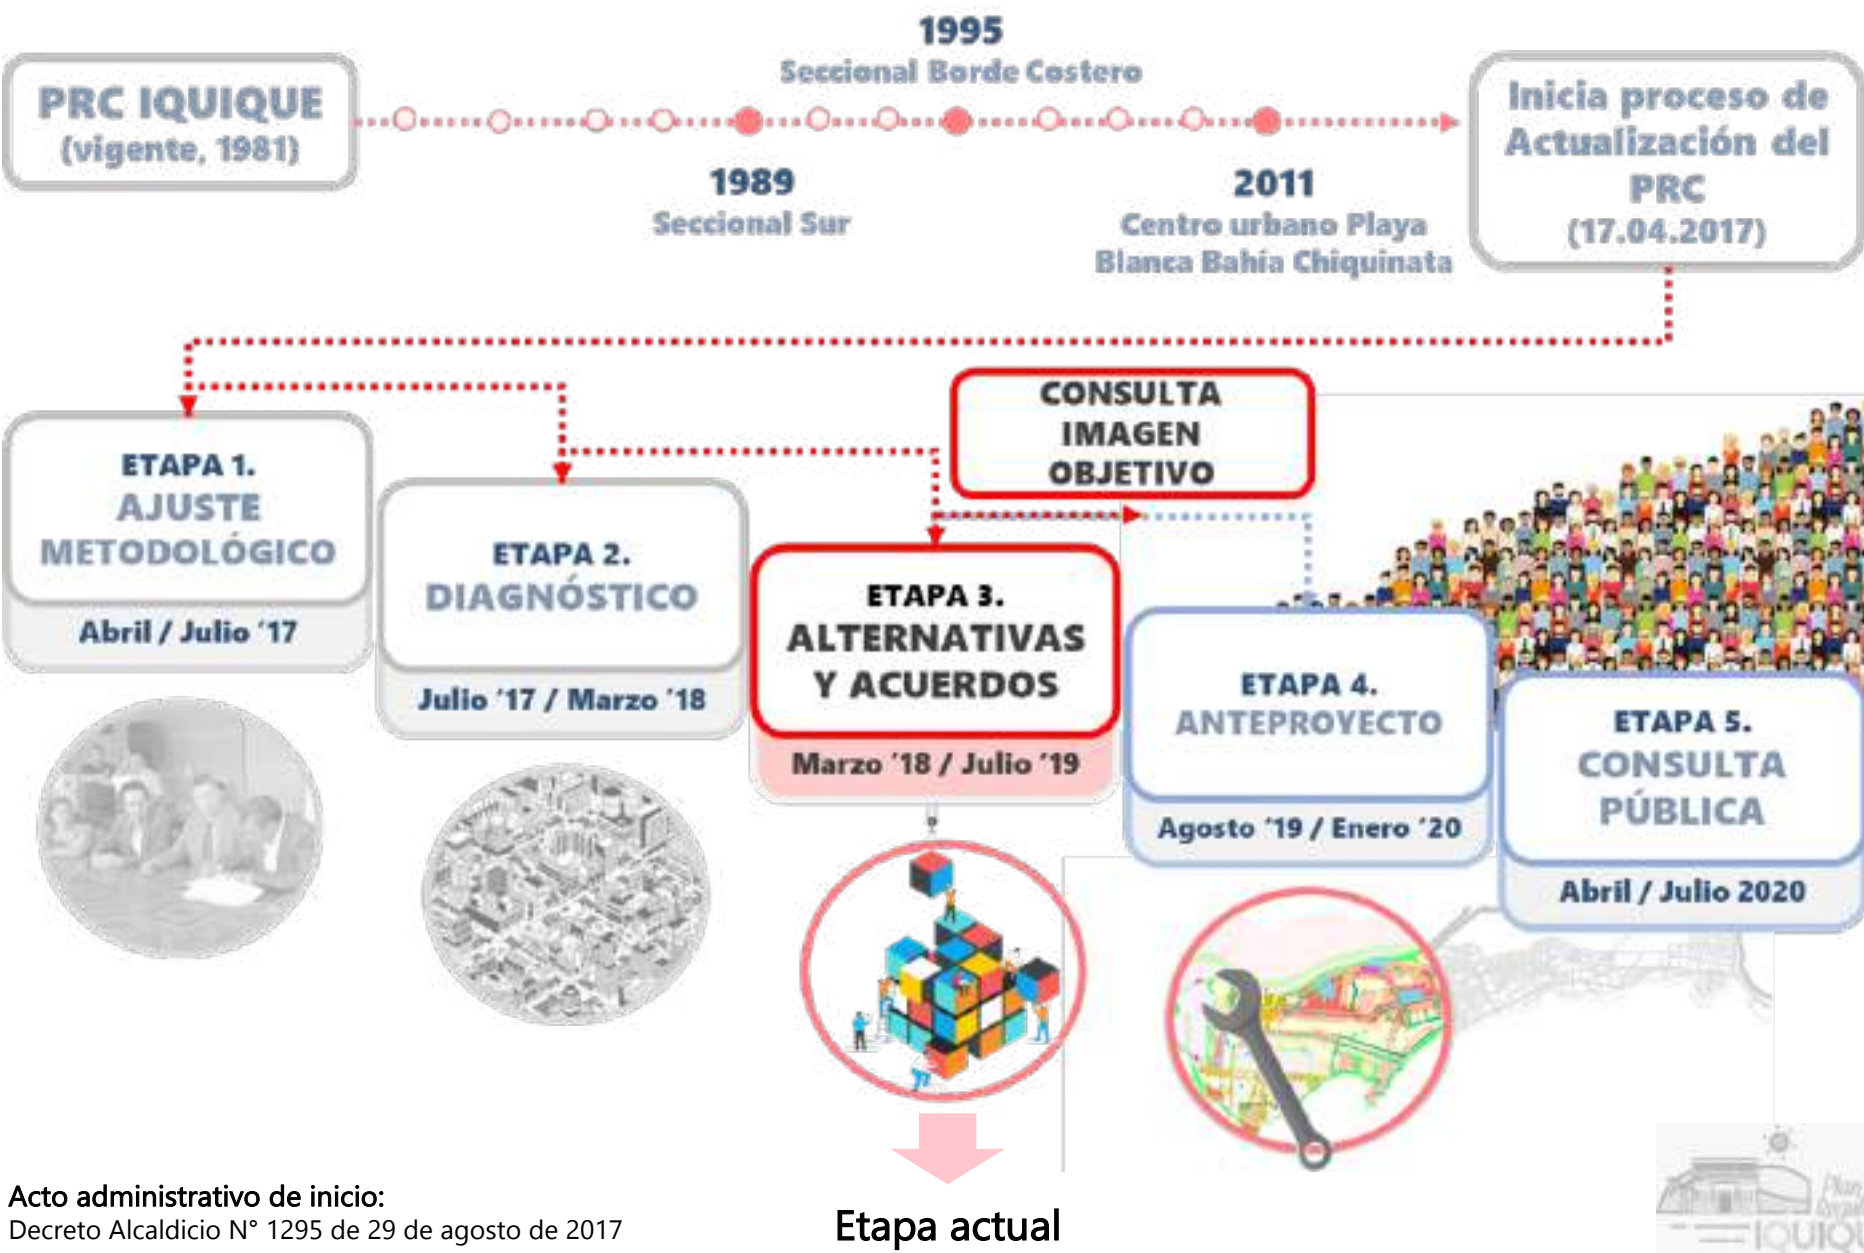 1995
Seccional Borde Costero
PRC IQUIQUE
(vigente, 1981)
1989
Seccional Sur
2011
Centro urbano Playa
Blanca Bahía Chiquinata
Inicia proceso de
Actualización del
PRC
(17.04.2017)
CONSULTA
IMAGEN
OBJETIVO
ETAPA 1.
AJUSTE
METODOLÓGICO
Abril / Julio ´17
ETAPA 2.
DIAGNÓSTICO
Julio ´17 / Marzo ´18
ETAPA 3.
ALTERNATIVAS
Y ACUERDOS
Marzo ´18 / Julio ´19
ETAPA 4.
ANTEPROYECTO
Agosto ´19 / Enero ´20
ETAPA 5.
CONSULTA
PÚBLICA
Abril / Julio 2020
Acto administrativo de inicio:
Decreto Alcaldicio N° 1295 de 29 de agosto de 2017
Etapa actual
Plan